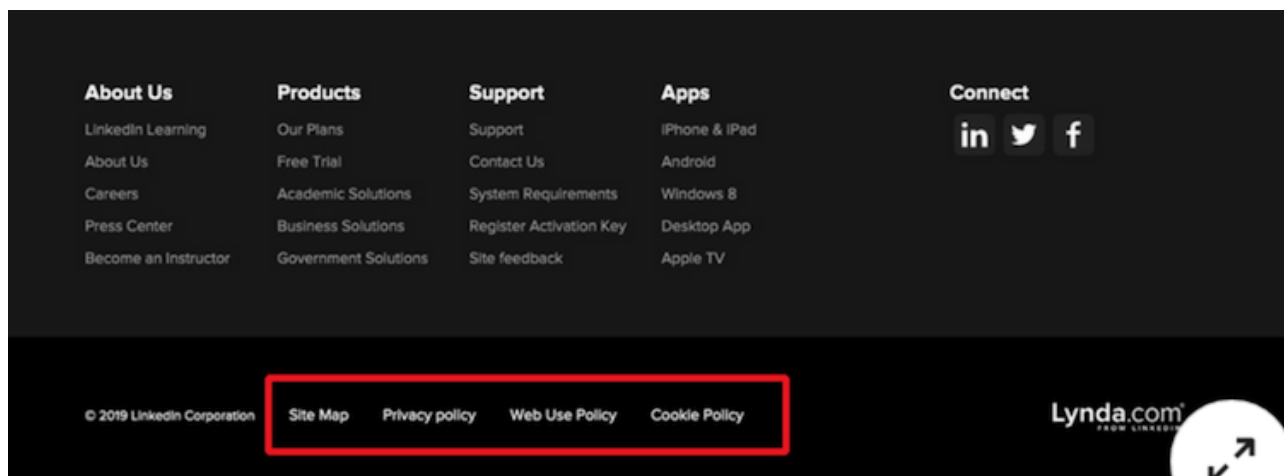 About Us
LinkedIn Learning
About Us
Careers
Press Center
Become an Instructor
Products
Our Plans
Free Trial
Academic Solutions
Business Solutions
Government Solutions
Support
Support
Contact Us
System Requirements
Register Activation Key
Site feedback
Apps
iPhone & iPad
Android
Windows 8
Desktop App
Apple TV
Connect
in f
© 2019 LinkedIn Corporation Site Map Privacy policy Web Use Policy Cookie Policy
Lynda.com
FROM LINKEDIN